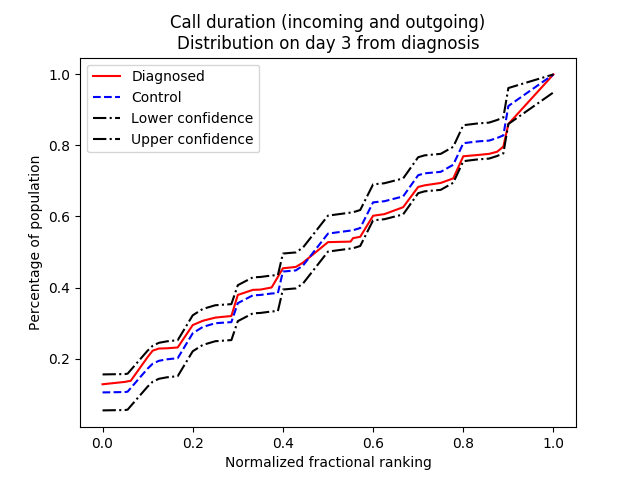 Call duration (incoming and outgoing)
Distribution on day 3 from diagnosis
Diagnosed
Control
Lower confidence
Upper confidence
Percentage of population
1.0
0.8
0.6
0.4
0.2
0.0 0.2 0.4 0.6 0.8 1.0
Normalized fractional ranking